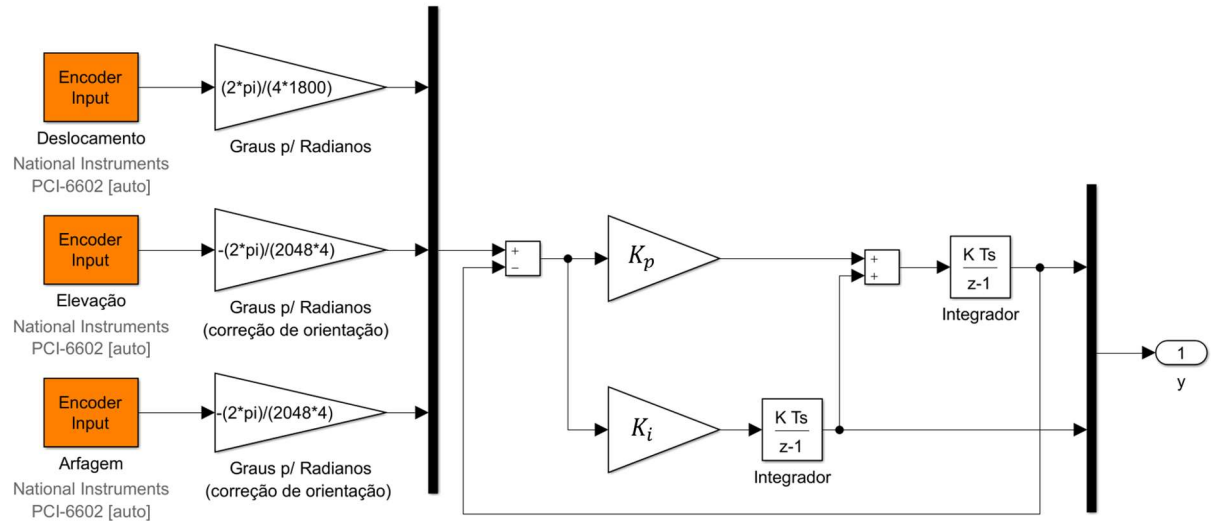 Encoder
Input
Deslocamento
National Instruments
PCI-6602 [auto]
(2*pi)/(4*1800)
Graus p/ Radianos
Encoder
Input
Elevação
National Instruments
PCI-6602 [auto]
-(2*pi)/(2048*4)
Graus p/ Radianos
(correção de orientação)
Encoder
Input
Arfagem
National Instruments
PCI-6602 [auto]
-(2*pi)/(2048*4)
Graus p/ Radianos
(correção de orientação)
+
−
K_p
K_i
K Ts
z-1
Integrador
+
+
K Ts
z-1
Integrador
1
y